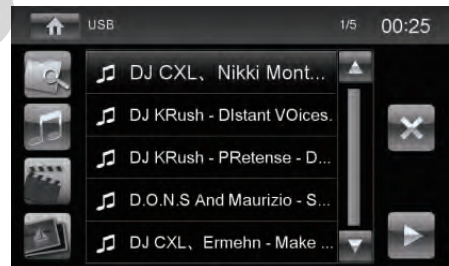 USB 1/5 00:25
DJ CXL、 Nikki Mont...
DJ KRush - DIstant VOices.
DJ KRush - PRetense - D...
D.O.N.S And Maurizio - S...
DJ CXL、 Ermehn - Make ...